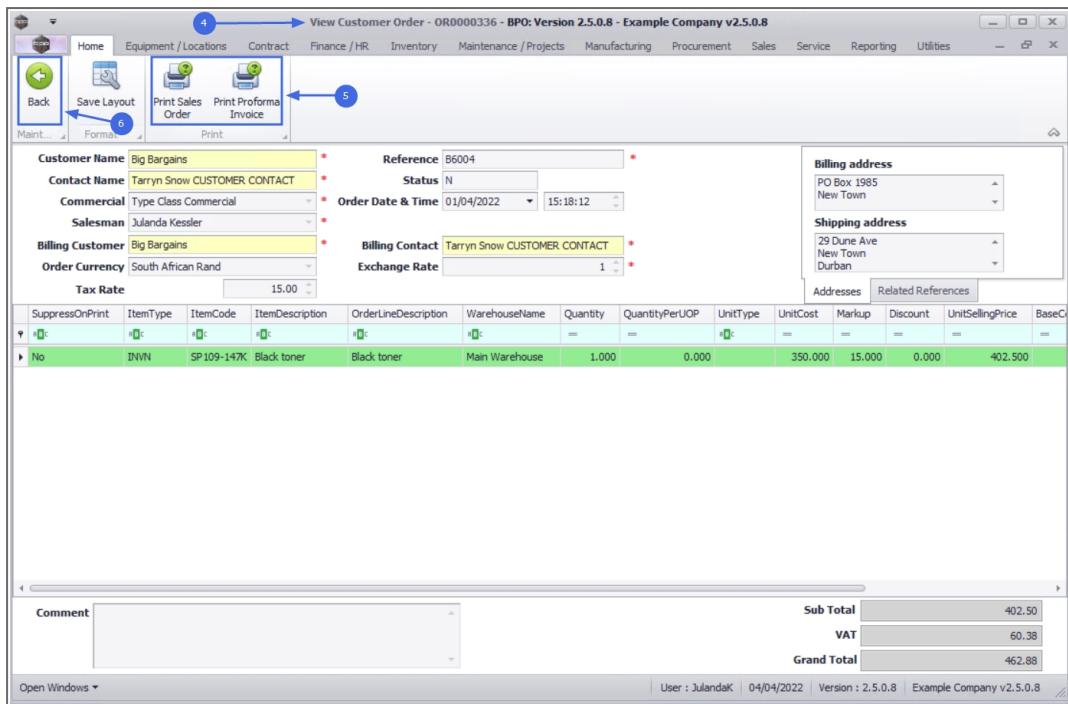 4
View Customer Order - OR0000336 - BPO: Version 2.5.0.8 - Example Company v2.5.0.8
Home Equipment / Locations Contract Finance / HR Inventory Maintenance / Projects Manufacturing Procurement Sales Service Reporting Utilities
Back Save Layout Print Sales Order Print Proforma Invoice
5
6
Maint... Format Print
Customer Name Big Bargains * Reference B6004 *
Contact Name Tarryn Snow CUSTOMER CONTACT * Status N
Commercial Type Class Commercial * Order Date & Time 01/04/2022 15:18:12
Salesman Julanda Kessler *
Billing Customer Big Bargains * Billing Contact Tarryn Snow CUSTOMER CONTACT *
Order Currency South African Rand Exchange Rate 1 *
Tax Rate 15.00
Billing address
PO Box 1985
New Town
Shipping address
29 Dune Ave
New Town
Durban
Addresses Related References
SuppressOnPrint ItemType ItemCode ItemDescription OrderLineDescription WarehouseName Quantity QuantityPerUOP UnitType UnitCost Markup Discount UnitSellingPrice BaseC
No INVN SP109-147K Black toner Black toner Main Warehouse 1.000 0.000 350.000 15.000 0.000 402.500
Comment
Sub Total 402.50
VAT 60.38
Grand Total 462.88
Open Windows User : JulandaK 04/04/2022 Version : 2.5.0.8 Example Company v2.5.0.8